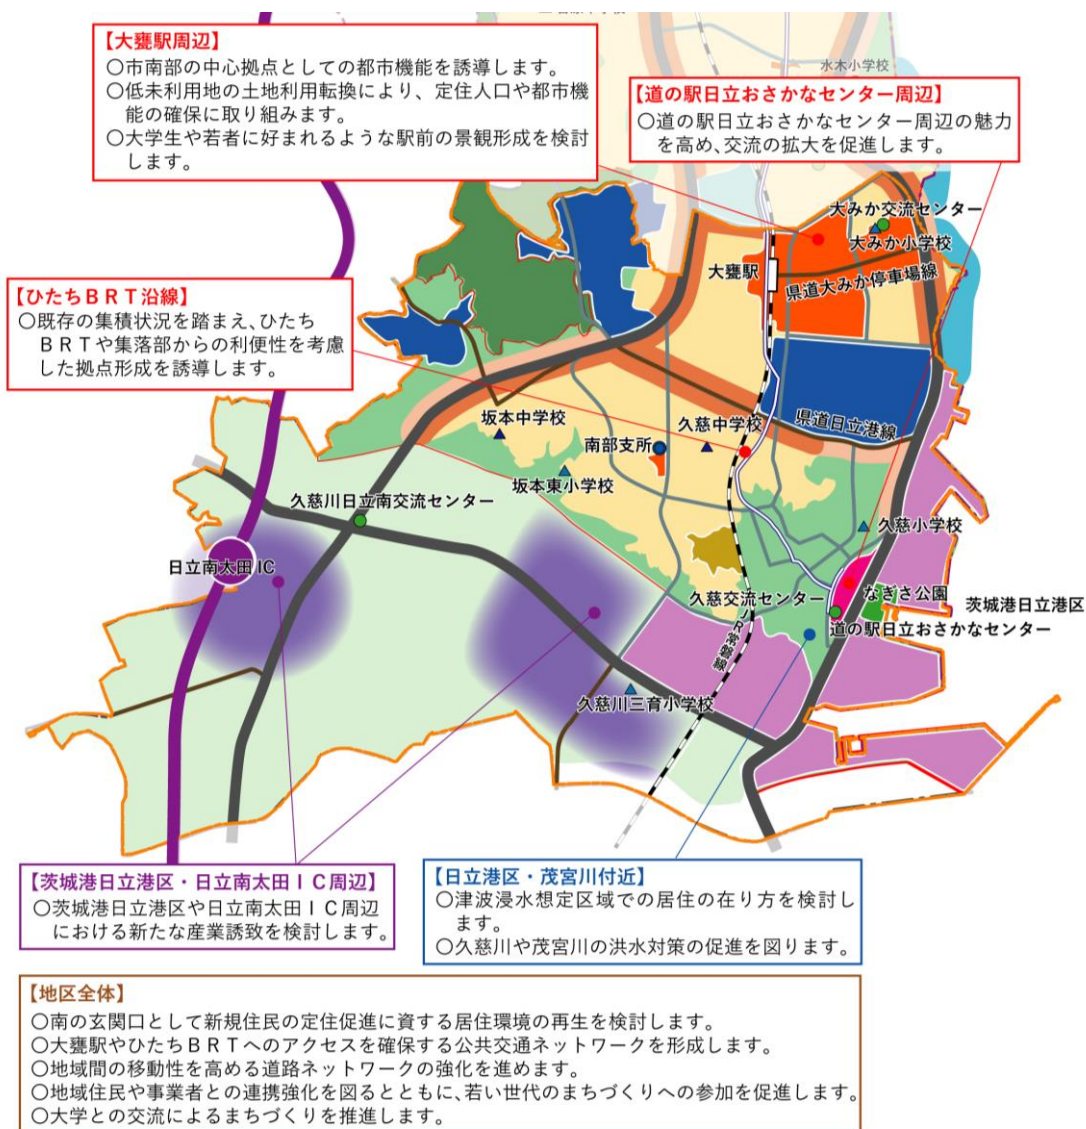 【大甕駅周辺】
○市南部の中心拠点としての都市機能を誘導します。
○低未利用地の土地利用転換により、定住人口や都市機
能の確保に取り組みます。
○大学生や若者に好まれるような駅前の景観形成を検討
します。
水木小学校
【道の駅日立おさかなセンター周辺】
○道の駅日立おさかなセンター周辺の魅力
を高め、交流の拡大を促進します。
大みか交流センター
大みか小学校
大甕駅
県道大みか停車場線
【ひたちBRT沿線】
○既存の集積状況を踏まえ、ひたち
BRTや集落部からの利便性を考慮
した拠点形成を誘導します。
県道日立港線
坂本中学校
久慈中学校
南部支所
坂本東小学校
久慈川日立南交流センター
久慈小学校
日立南太田IC
久慈交流センター
なぎさ公園
茨城港日立港区
道の駅日立おさかなセンター
JR常磐線
久慈川三育小学校
【茨城港日立港区・日立南太田IC周辺】
○茨城港日立港区や日立南太田IC周辺
における新たな産業誘致を検討します。
【日立港区・茂宮川付近】
○津波浸水想定区域での居住の在り方を検討し
ます。
○久慈川や茂宮川の洪水対策の促進を図ります。
【地区全体】
○南の玄関口として新規住民の定住促進に資する居住環境の再生を検討します。
○大甕駅やひたちBRTへのアクセスを確保する公共交通ネットワークを形成します。
○地域間の移動性を高める道路ネットワークの強化を進めます。
○地域住民や事業者との連携強化を図るとともに、若い世代のまちづくりへの参加を促進します。
○大学との交流によるまちづくりを推進します。